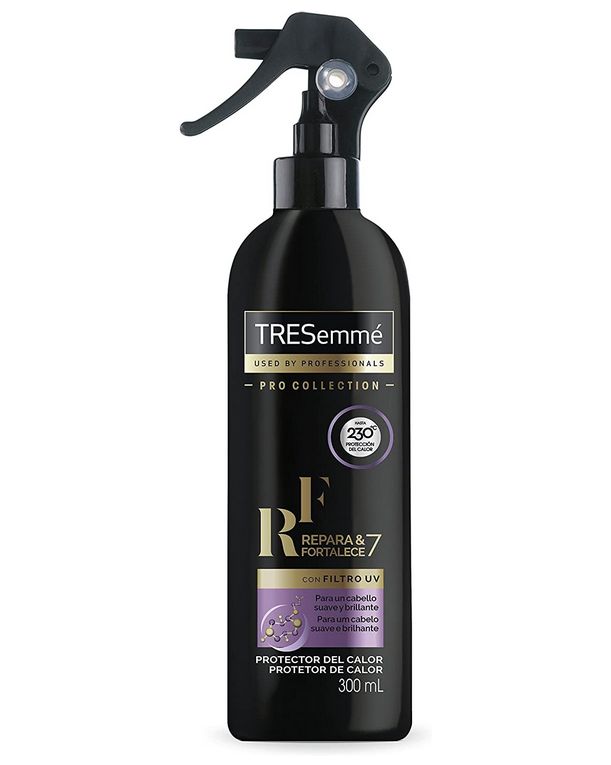 TRESemmé
USED BY PROFESSIONALS
PRO COLLECTION
HASTA
230°C
PROTECCIÓN
DEL CALOR
RF
REPARA &
FORTALECE 7
CON FILTRO UV
Para un cabello
suave y brillante
Para um cabelo
suave e brilhante
PROTECTOR DEL CALOR
PROTETOR DE CALOR
300 mL